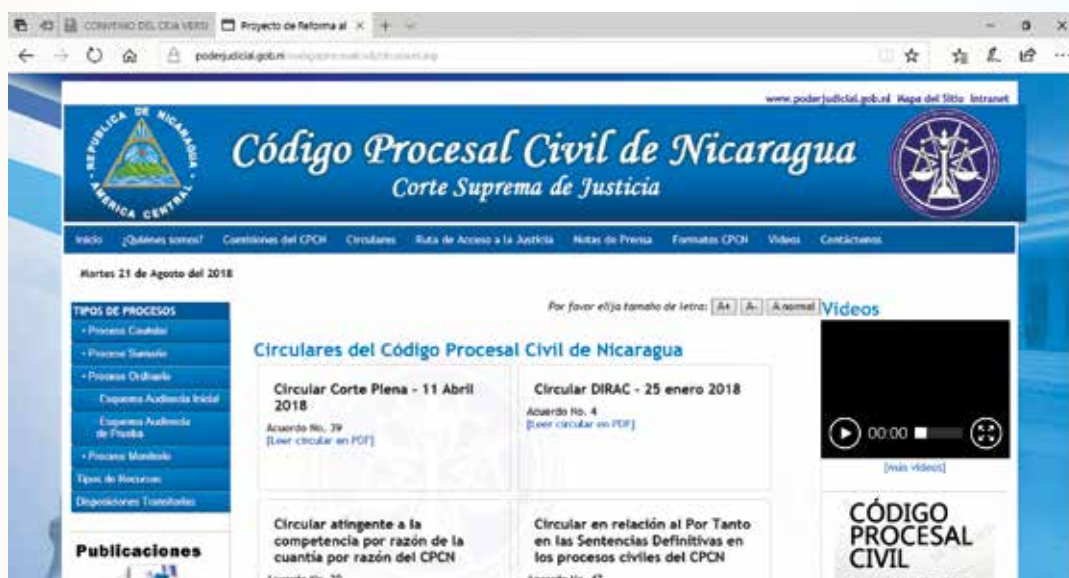 CONVENIO DEL CEJA VERSI
Proyecto de Reforma al
poderjudicial.gob.ni
www.poderjudicial.gob.ni Mapa del Sitio Intranet
REPUBLICA DE NICARAGUA
AMERICA CENTRAL
Código Procesal Civil de Nicaragua
Corte Suprema de Justicia
Inicio ¿Quiénes somos? Comisiones del CPCN Circulares Ruta de Acceso a la Justicia Notas de Prensa Formatos CPCN Videos Contáctenos
Martes 21 de Agosto del 2018
TIPOS DE PROCESOS
• Proceso Cautelar
• Proceso Sumario
• Proceso Ordinario
Esquema Audiencia Inicial
Esquema Audiencia
de Prueba
• Proceso Monitorio
Tipos de Recursos
Disposiciones Transitorias
Publicaciones
Por favor elija tamaño de letra: A+ A- A normal
Circulares del Código Procesal Civil de Nicaragua
Circular Corte Plena - 11 Abril
2018
Acuerdo No. 39
[Leer circular en PDF]
Circular DIRAC - 25 enero 2018
Acuerdo No. 4
[Leer circular en PDF]
Circular atingente a la
competencia por razón de la
cuantía por razón del CPCN
Circular en relación al Por Tanto
en las Sentencias Definitivas en
los procesos civiles del CPCN
Videos
00:00
[más videos]
CÓDIGO
PROCESAL
CIVIL